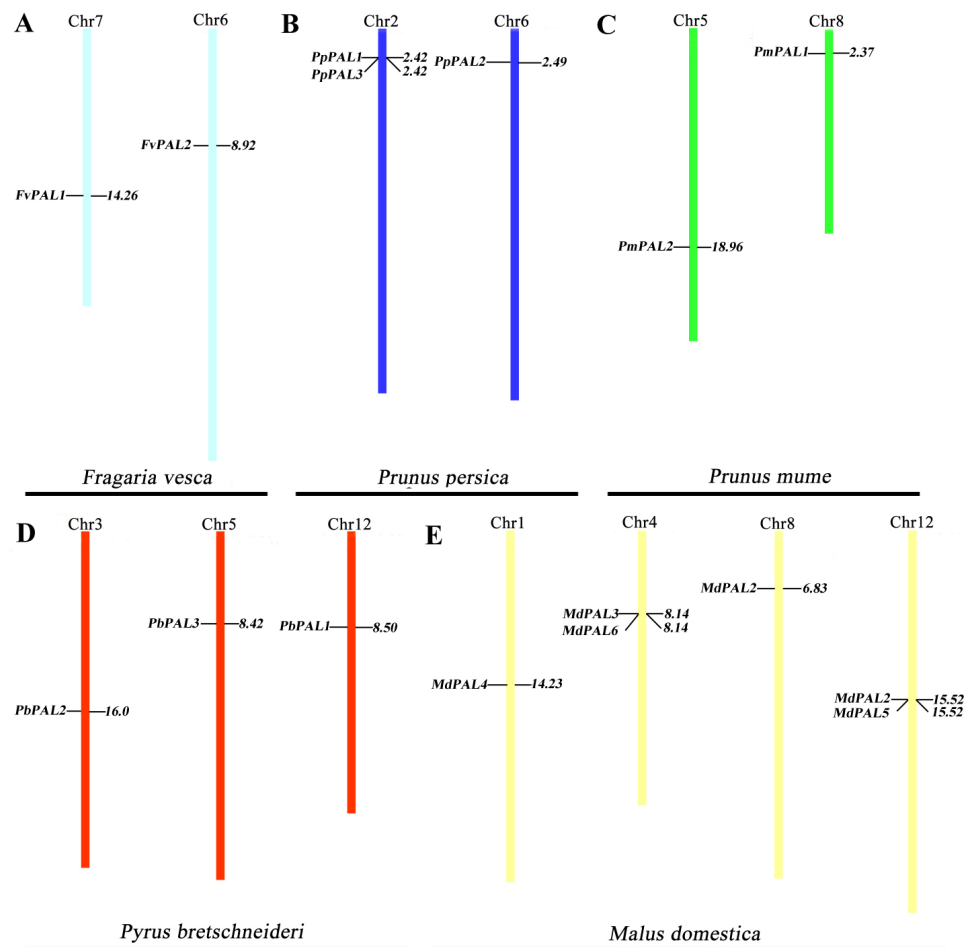 A
Chr7
Chr6
FvPAL2 8.92
FvPAL1 14.26
Fragaria vesca
B
Chr2
Chr6
PpPAL1 2.42
PpPAL3 2.42
PpPAL2 2.49
Prunus persica
C
Chr5
Chr8
PmPAL1 2.37
PmPAL2 18.96
Prunus mume
D
Chr3
Chr5
Chr12
PbPAL3 8.42
PbPAL1 8.50
PbPAL2 16.0
Pyrus bretschneideri
E
Chr1
Chr4
Chr8
Chr12
MdPAL2 6.83
MdPAL3 8.14
MdPAL6 8.14
MdPAL4 14.23
MdPAL2 15.52
MdPAL5 15.52
Malus domestica